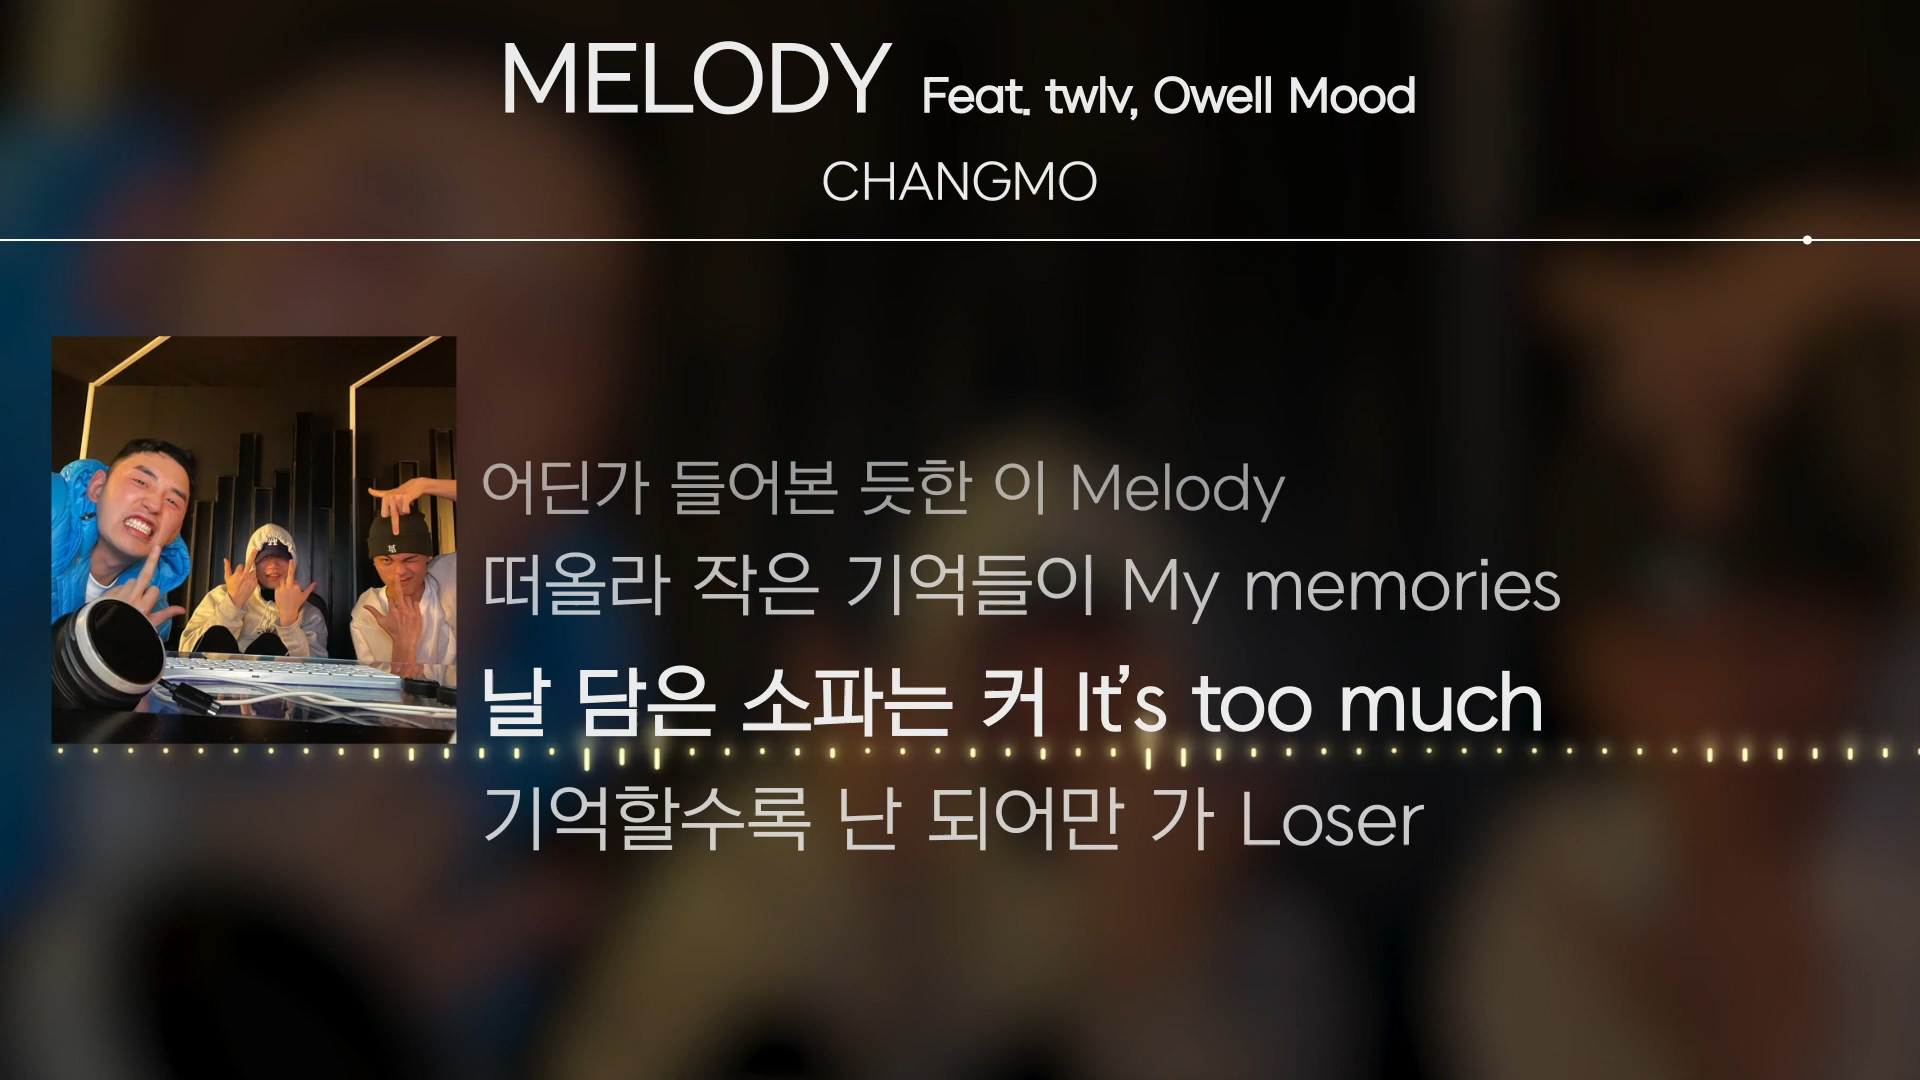 MELODY Feat. twlv, Owell Mood
CHANGMO
어딘가 들어본 듯한 이 Melody
떠올라 작은 기억들이 My memories
날 담은 소파는 커 It's too much
기억할수록 난 되어만 가 Loser